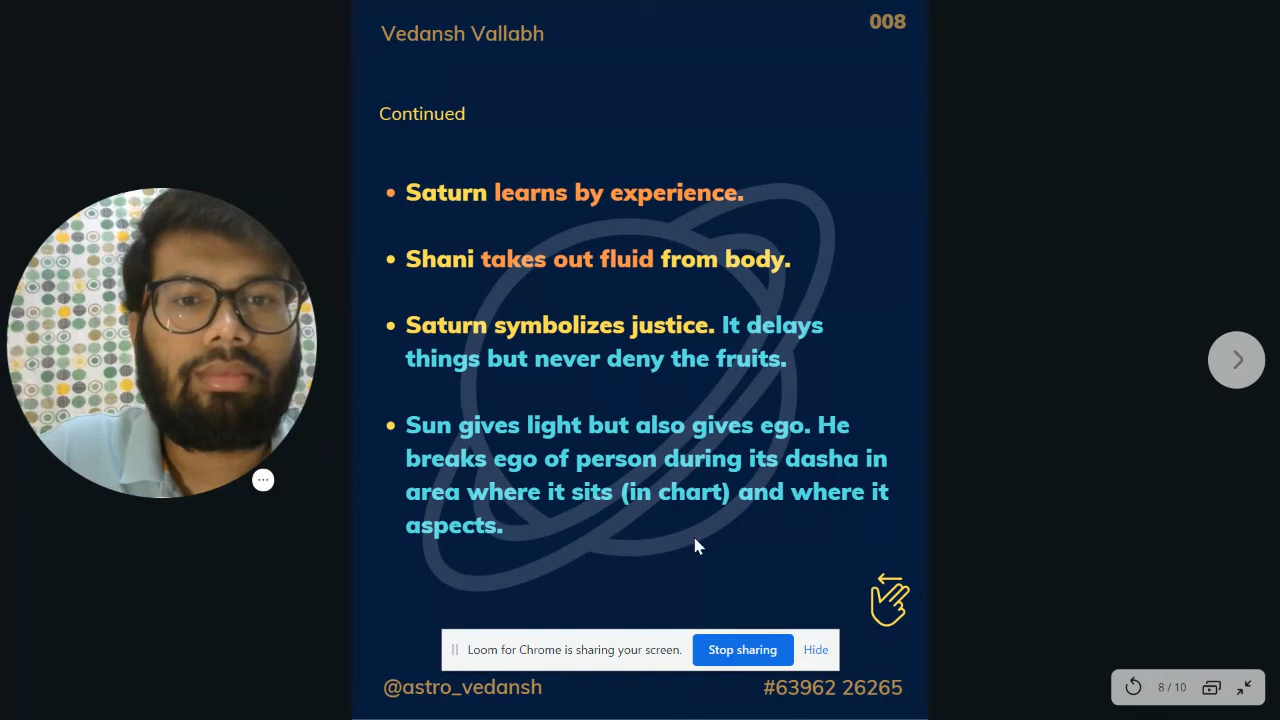 Vedansh Vallabh
008
Continued
• Saturn learns by experience.
• Shani takes out fluid from body.
• Saturn symbolizes justice. It delays
things but never deny the fruits.
• Sun gives light but also gives ego. He
breaks ego of person during its dasha in
area where it sits (in chart) and where it
aspects.
Loom for Chrome is sharing your screen.
Stop sharing
Hide
@astro_vedansh
#63962 26265
8 / 10